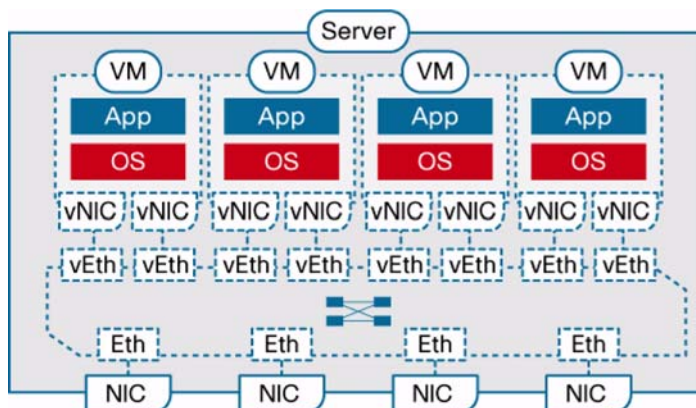 Server
VM VM VM VM
App App App App
OS OS OS OS
vNIC vNIC vNIC vNIC vNIC vNIC vNIC vNIC
vEth vEth vEth vEth vEth vEth vEth vEth
Eth Eth Eth Eth
NIC NIC NIC NIC